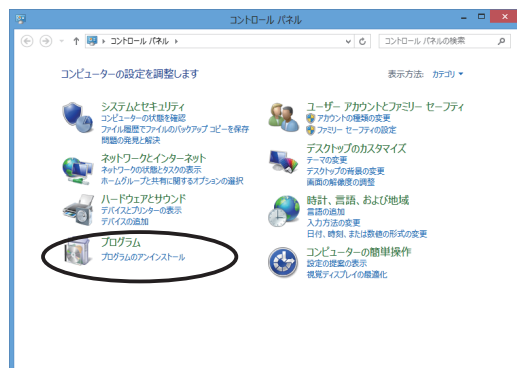 コントロール パネル
コントロール パネル
コントロール パネルの検索
コンピューターの設定を調整します
表示方法: カテゴリ
システムとセキュリティ
コンピューターの状態を確認
ファイル履歴でファイルのバックアップ コピーを保存
問題の発見と解決
ネットワークとインターネット
ネットワークの状態とタスクの表示
ホームグループと共有に関するオプションの選択
ハードウェアとサウンド
デバイスとプリンターの表示
デバイスの追加
プログラム
プログラムのアンインストール
ユーザー アカウントとファミリー セーフティ
アカウントの種類の変更
ファミリー セーフティの設定
デスクトップのカスタマイズ
テーマの変更
デスクトップの背景の変更
画面の解像度の調整
時計、言語、および地域
言語の追加
入力方法の変更
日付、時刻、または数値の形式の変更
コンピューターの簡単操作
設定の提案の表示
視覚ディスプレイの最適化